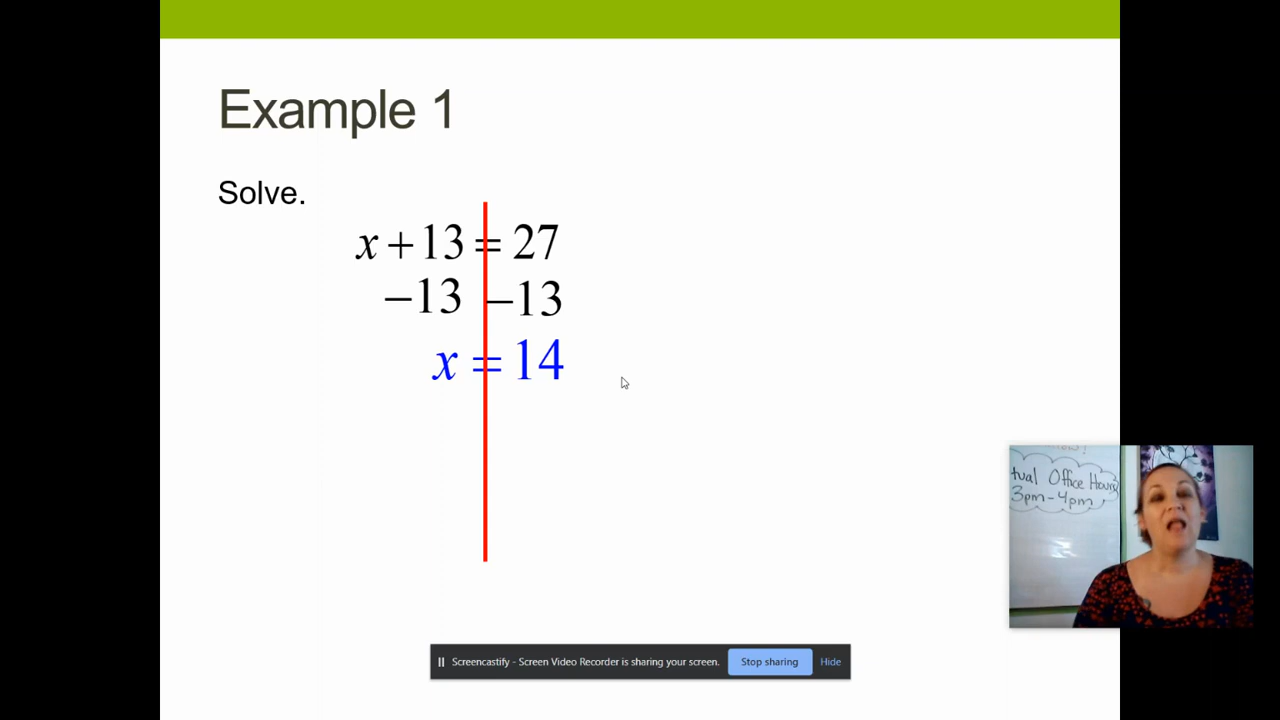 Example 1
Solve.
x + 13 = 27
−13 −13
x = 14
tual Office Hours
3pm-4pm
Screencastify - Screen Video Recorder is sharing your screen. Stop sharing Hide